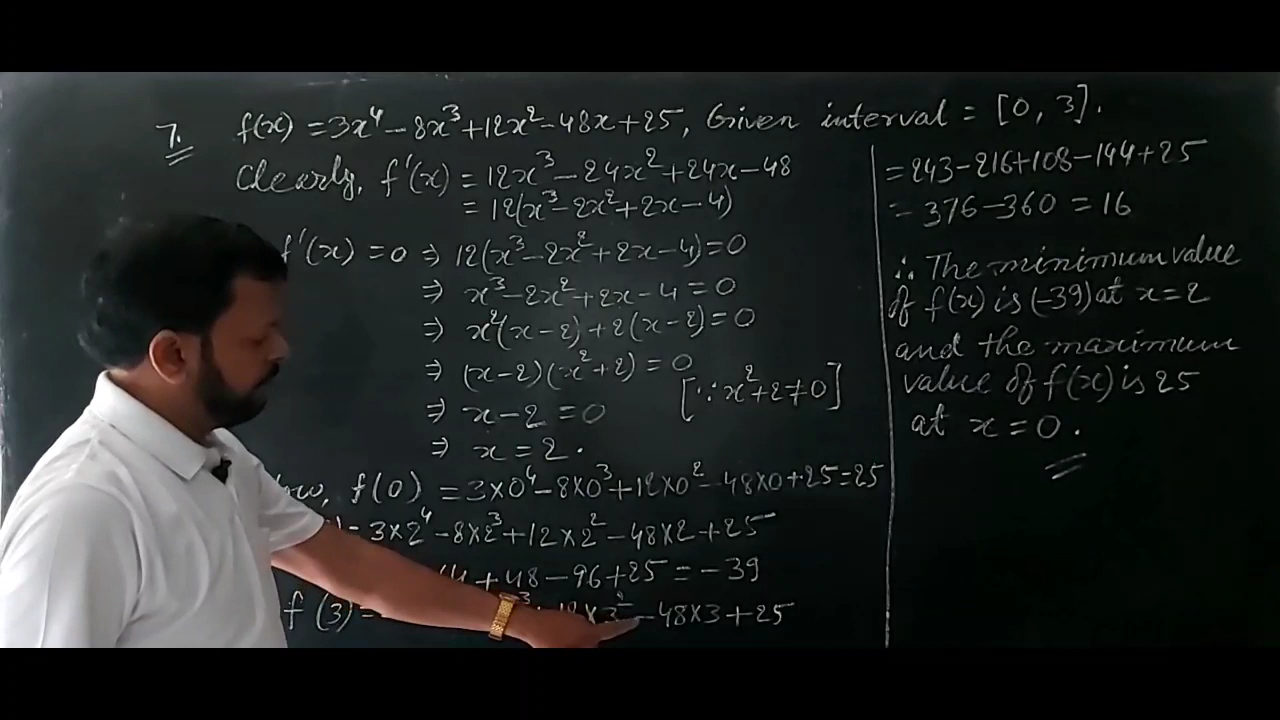 7. f(x) = 3x⁴ - 8x³ + 12x² - 48x + 25, Given interval = [0, 3].
Clearly, f'(x) = 12x³ - 24x² + 24x - 48
= 12(x³ - 2x² + 2x - 4)
f'(x) = 0 ⇒ 12(x³ - 2x² + 2x - 4) = 0
⇒ x³ - 2x² + 2x - 4 = 0
⇒ x²(x - 2) + 2(x - 2) = 0
⇒ (x - 2)(x² + 2) = 0
⇒ x - 2 = 0 [∵ x² + 2 ≠ 0]
⇒ x = 2.
f(0) = 3×0⁴ - 8×0³ + 12×0² - 48×0 + 25 = 25
= 3×2⁴ - 8×2³ + 12×2² - 48×2 + 25
+ 48 - 96 + 25 = -39
f(3) = 3² - 48×3 + 25
= 243 - 216 + 108 - 144 + 25
= 376 - 360 = 16
∴ The minimum value
of f(x) is (-39) at x = 2
and the maximum
value of f(x) is 25
at x = 0.